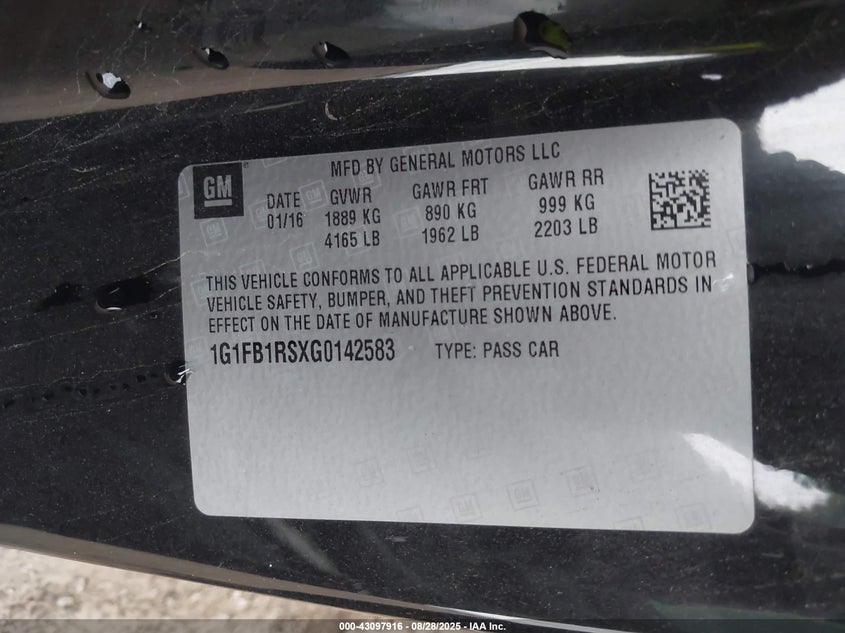 MFD BY GENERAL MOTORS LLC
GM
DATE GVWR GAWR FRT GAWR RR
01/16 1889 KG 890 KG 999 KG
4165 LB 1962 LB 2203 LB
THIS VEHICLE CONFORMS TO ALL APPLICABLE U.S. FEDERAL MOTOR
VEHICLE SAFETY, BUMPER, AND THEFT PREVENTION STANDARDS IN
EFFECT ON THE DATE OF MANUFACTURE SHOWN ABOVE.
1G1FB1RSXG0142583 TYPE: PASS CAR
000-43097916 - 08/28/2025 - IAA Inc.